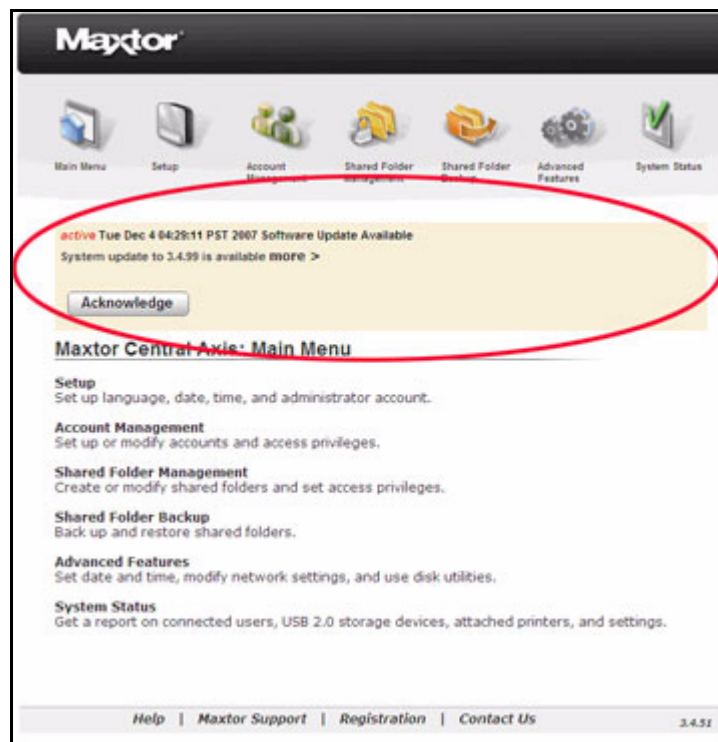 Maxtor
Main Menu
Setup
Account Management
Shared Folder Management
Shared Folder Backup
Advanced Features
System Status
active Tue Dec 4 04:29:11 PST 2007 Software Update Available
System update to 3.4.99 is available more >
Acknowledge
Maxtor Central Axis: Main Menu
Setup
Set up language, date, time, and administrator account.
Account Management
Set up or modify accounts and access privileges.
Shared Folder Management
Create or modify shared folders and set access privileges.
Shared Folder Backup
Back up and restore shared folders.
Advanced Features
Set date and time, modify network settings, and use disk utilities.
System Status
Get a report on connected users, USB 2.0 storage devices, attached printers, and settings.
Help | Maxtor Support | Registration | Contact Us
3.4.51